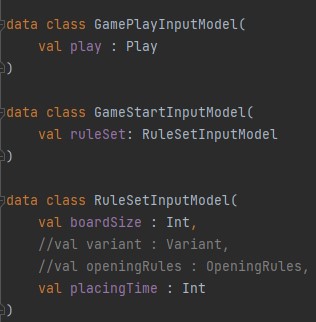 data class GamePlayInputModel(
    val play : Play
)

data class GameStartInputModel(
    val ruleSet: RuleSetInputModel
)

data class RuleSetInputModel(
    val boardSize : Int,
    //val variant : Variant,
    //val openingRules : OpeningRules,
    val placingTime : Int
)